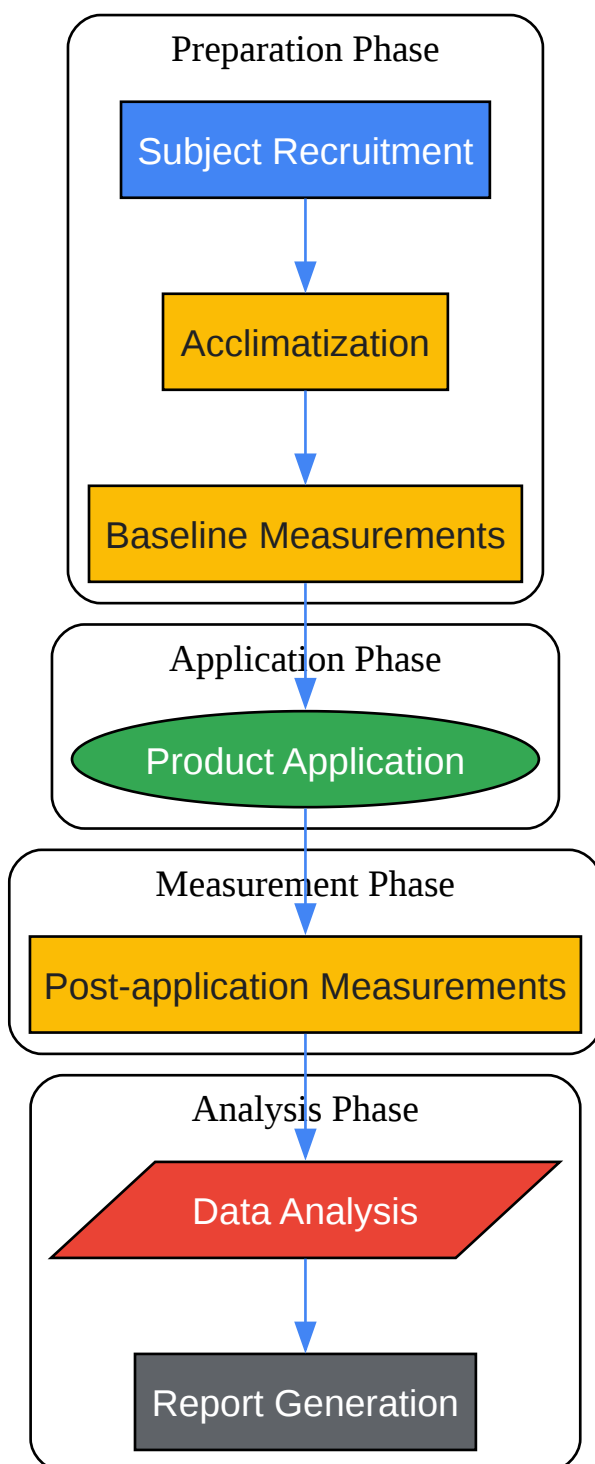 Preparation Phase
Subject Recruitment
Acclimatization
Baseline Measurements
Application Phase
Product Application
Measurement Phase
Post-application Measurements
Analysis Phase
Data Analysis
Report Generation